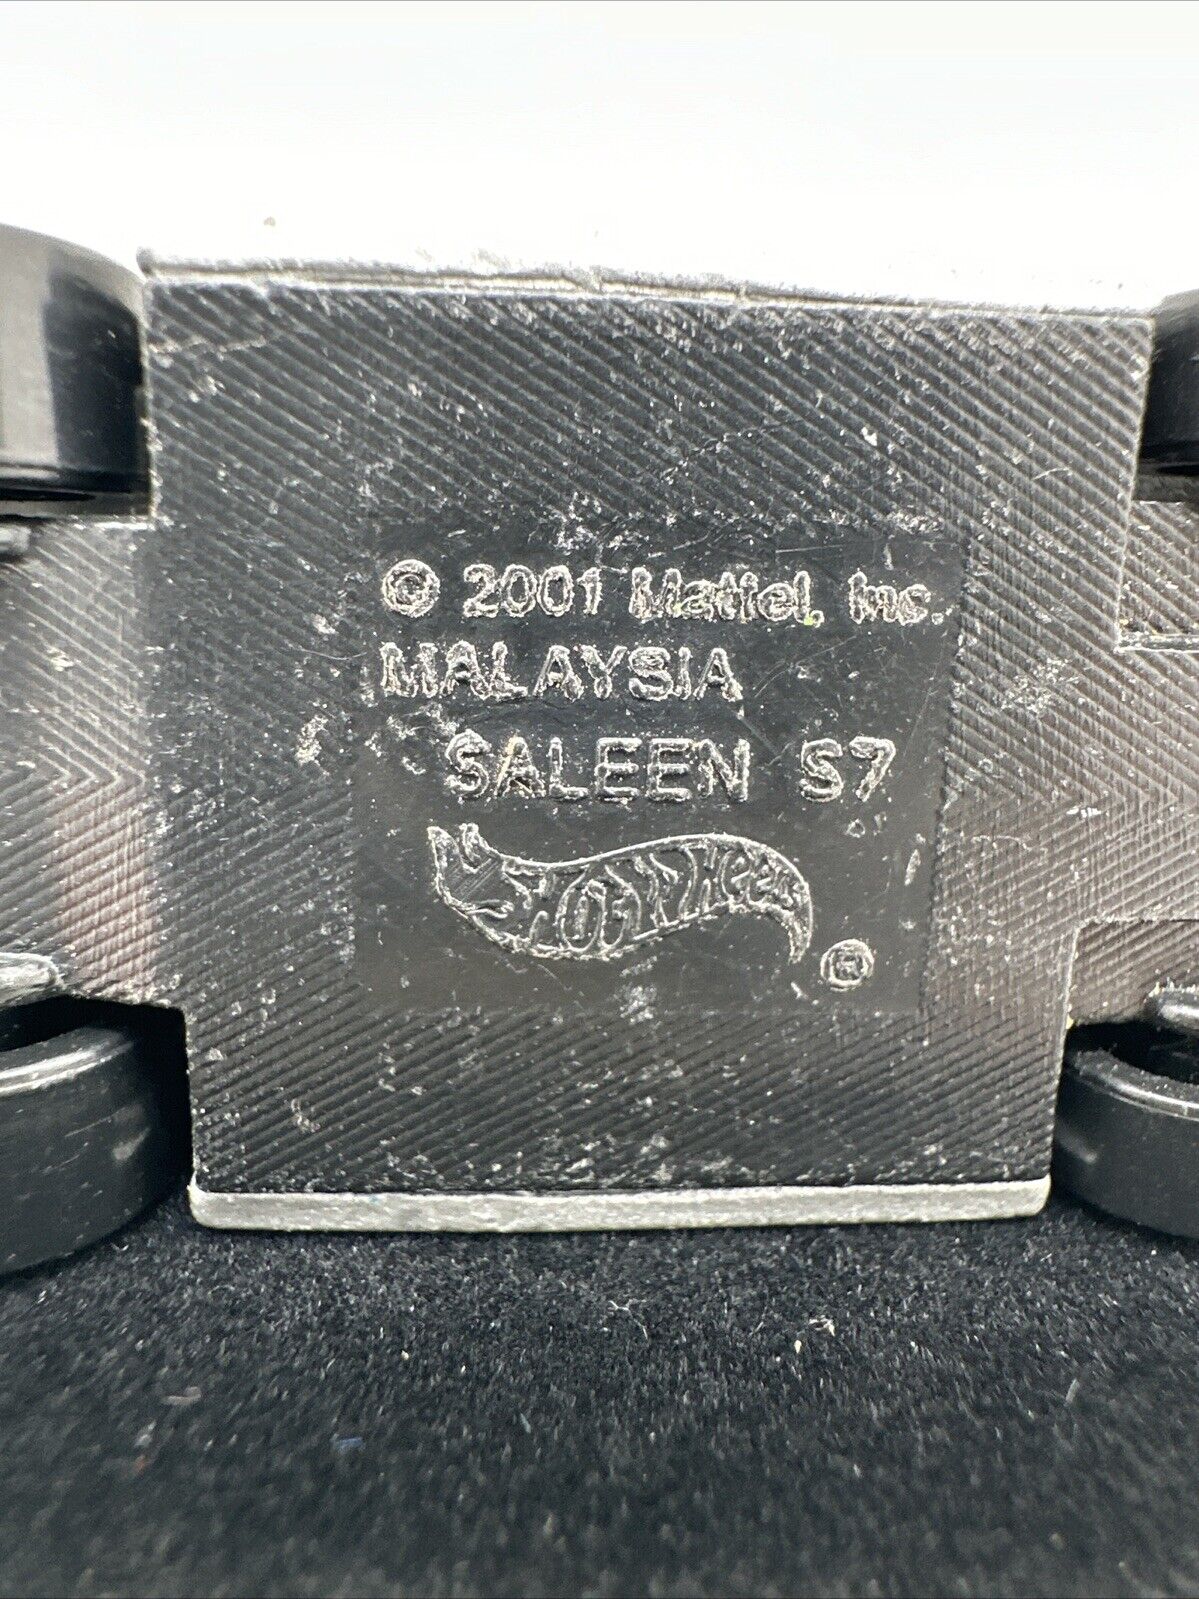 © 2001 Mattel, Inc.
MALAYSIA
SALEEN S7
Hot Wheels ®